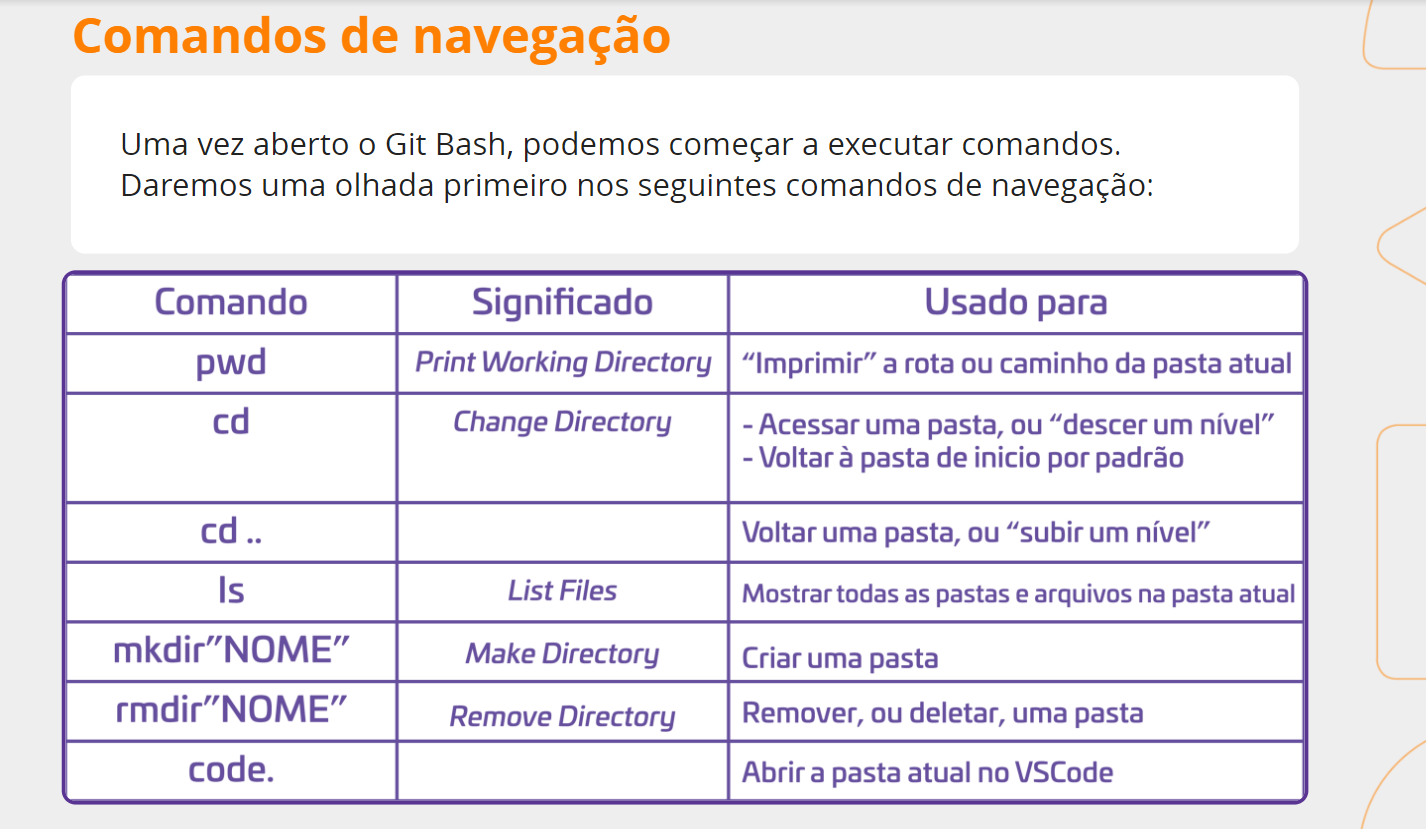 Comandos de navegação
Uma vez aberto o Git Bash, podemos começar a executar comandos.
Daremos uma olhada primeiro nos seguintes comandos de navegação:
Comando Significado Usado para
pwd Print Working Directory “Imprimir” a rota ou caminho da pasta atual
cd Change Directory - Acessar uma pasta, ou “descer um nível”
- Voltar à pasta de inicio por padrão
cd .. Voltar uma pasta, ou “subir um nível”
ls List Files Mostrar todas as pastas e arquivos na pasta atual
mkdir”NOME” Make Directory Criar uma pasta
rmdir”NOME” Remove Directory Remover, ou deletar, uma pasta
code. Abrir a pasta atual no VSCode